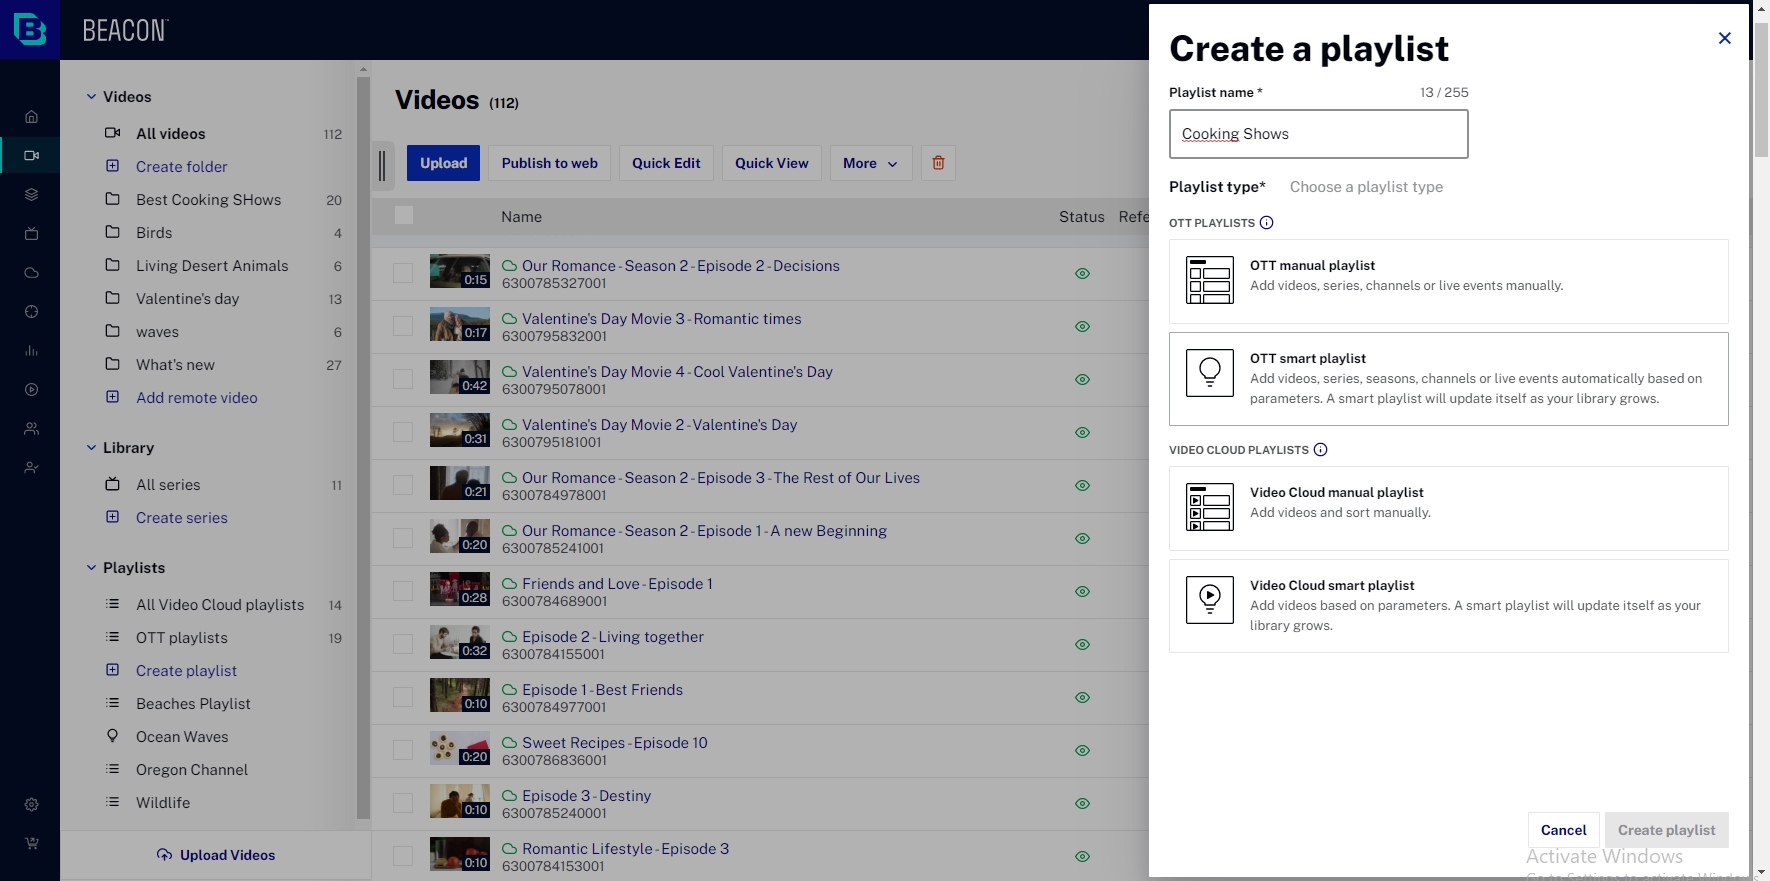 BEACON
Create a playlist
Playlist name *
13 / 255
Cooking Shows
Playlist type*
Choose a playlist type
OTT PLAYLISTS
OTT manual playlist
Add videos, series, channels or live events manually.
OTT smart playlist
Add videos, series, seasons, channels or live events automatically based on
parameters. A smart playlist will update itself as your library grows.
VIDEO CLOUD PLAYLISTS
Video Cloud manual playlist
Add videos and sort manually.
Video Cloud smart playlist
Add videos based on parameters. A smart playlist will update itself as your
library grows.
Cancel
Create playlist
Activate Windows
Go to Settings to activate Windows
Videos
All videos 112
Create folder
Best Cooking SHows 20
Birds 4
Living Desert Animals 6
Valentine's day 13
waves 6
What's new 27
Add remote video
Library
All series 11
Create series
Playlists
All Video Cloud playlists 14
OTT playlists 19
Create playlist
Beaches Playlist
Ocean Waves
Oregon Channel
Wildlife
Upload Videos
Videos (112)
Upload
Publish to web
Quick Edit
Quick View
More
Name Status Refe
0:15 Our Romance - Season 2 - Episode 2 - Decisions
6300785327001
0:17 Valentine's Day Movie 3 - Romantic times
6300795832001
0:42 Valentine's Day Movie 4 - Cool Valentine's Day
6300795078001
0:31 Valentine's Day Movie 2 - Valentine's Day
6300795181001
0:21 Our Romance - Season 2 - Episode 3 - The Rest of Our Lives
6300784978001
0:20 Our Romance - Season 2 - Episode 1 - A new Beginning
6300785241001
0:28 Friends and Love - Episode 1
6300784689001
0:32 Episode 2 - Living together
6300784155001
0:10 Episode 1 - Best Friends
6300784977001
0:20 Sweet Recipes - Episode 10
6300786836001
0:10 Episode 3 - Destiny
6300785240001
0:10 Romantic Lifestyle - Episode 3
6300784153001